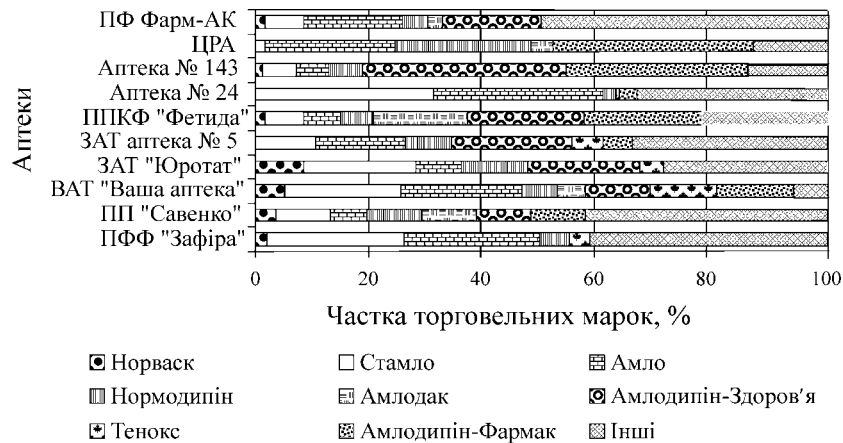 Аптеки
ПФ Фарм-АК
ЦРА
Аптека № 143
Аптека № 24
ППКФ "Фетида"
ЗАТ аптека № 5
ЗАТ "Юротат"
ВАТ "Ваша аптека"
ПП "Савенко"
ПФФ "Зафіра"
0 20 40 60 80 100
Частка торговельних марок, %
Норваск Стамло Амло
Нормодипін Амлодак Амлодипін-Здоров'я
Тенокс Амлодипін-Фармак Інші